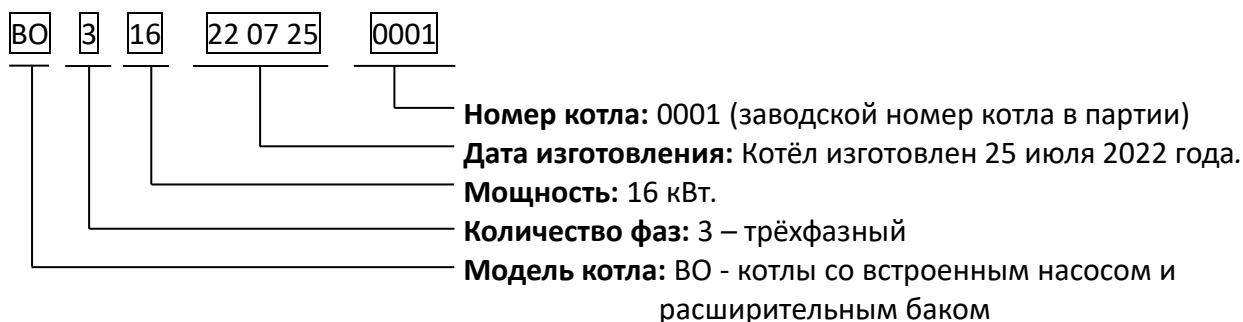 ВО 3 16 22 07 25 0001
Номер котла: 0001 (заводской номер котла в партии)
Дата изготовления: Котёл изготовлен 25 июля 2022 года.
Мощность: 16 кВт.
Количество фаз: 3 – трёхфазный
Модель котла: ВО - котлы со встроенным насосом и
расширительным баком